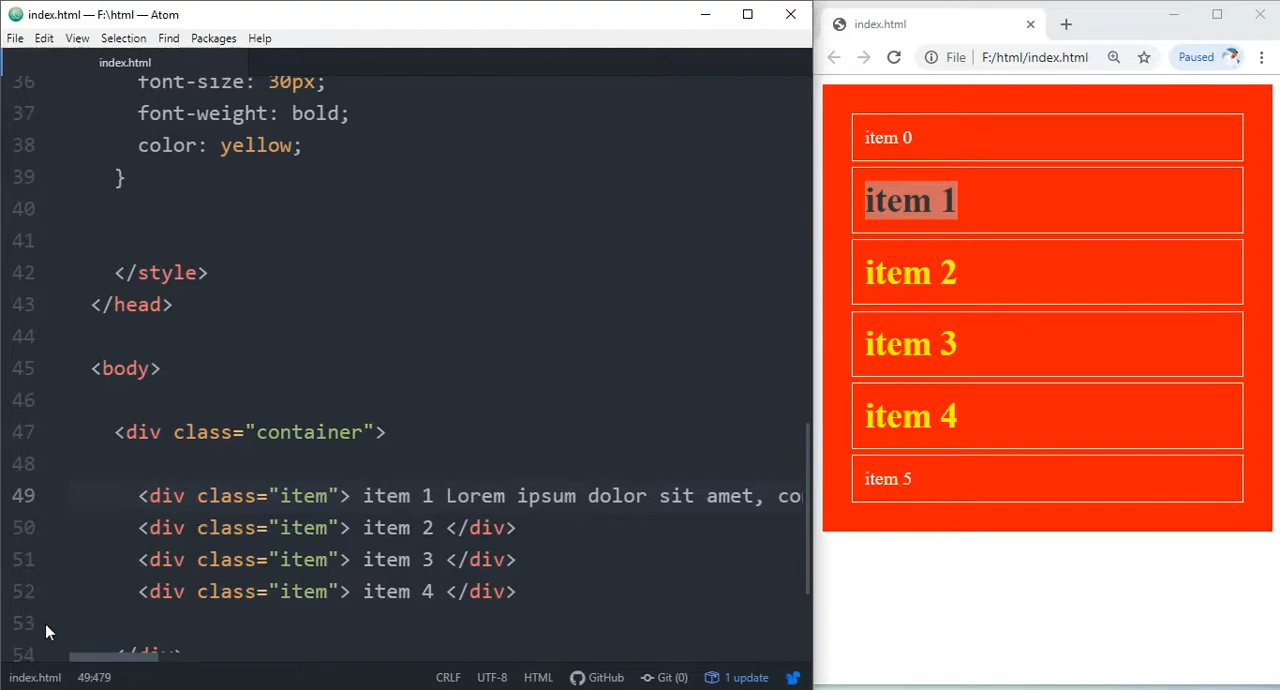 index.html — F:\html — Atom
File Edit View Selection Find Packages Help
index.html
36 font-size: 30px;
37 font-weight: bold;
38 color: yellow;
39 }
40
41
42 </style>
43 </head>
44
45 <body>
46
47 <div class="container">
48
49 <div class="item"> item 1 Lorem ipsum dolor sit amet, co
50 <div class="item"> item 2 </div>
51 <div class="item"> item 3 </div>
52 <div class="item"> item 4 </div>
53
54 </div>
index.html 49:479 CRLF UTF-8 HTML GitHub Git (0) 1 update
index.html
File F:/html/index.html Paused
item 0
item 1
item 2
item 3
item 4
item 5